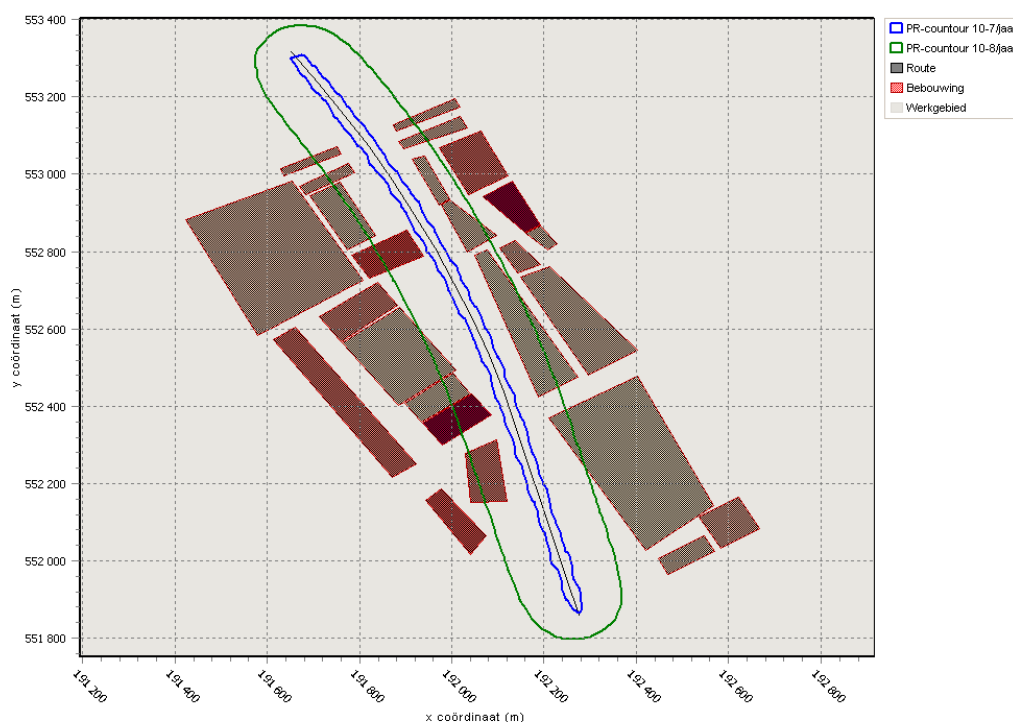 553 400
553 200
553 000
552 800
552 600
552 400
552 200
552 000
551 800
y coördinaat (m)
191 200
191 400
191 600
191 800
192 000
192 200
192 400
192 600
192 800
x coördinaat (m)
PR-countour 10-7/jaa
PR-countour 10-8/jaa
Route
Bebouwing
Werkgebied